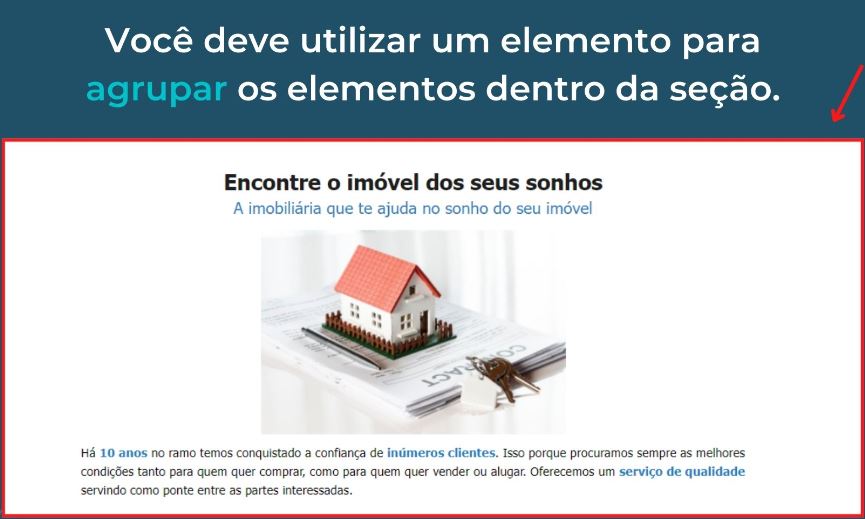 Você deve utilizar um elemento para
agrupar os elementos dentro da seção.
Encontre o imóvel dos seus sonhos
A imobiliária que te ajuda no sonho do seu imóvel
CONTRACT
Há 10 anos no ramo temos conquistado a confiança de inúmeros clientes. Isso porque procuramos sempre as melhores
condições tanto para quem quer comprar, como para quem quer vender ou alugar. Oferecemos um serviço de qualidade
servindo como ponte entre as partes interessadas.